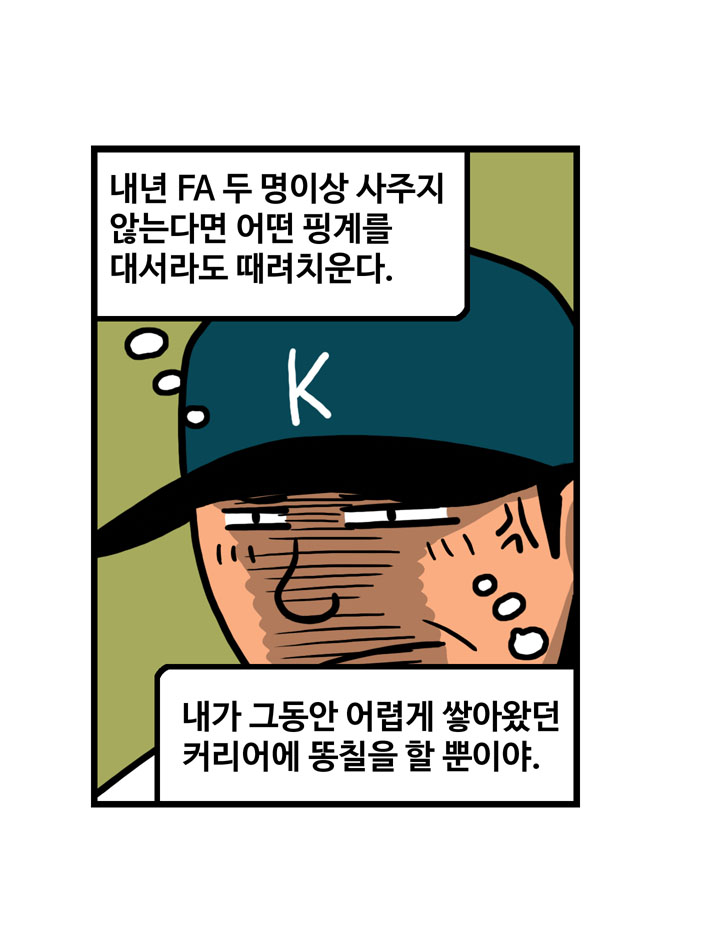 내년 FA 두 명이상 사주지
않는다면 어떤 핑계를
대서라도 때려치운다.
K
내가 그동안 어렵게 쌓아왔던
커리어에 똥칠을 할 뿐이야.